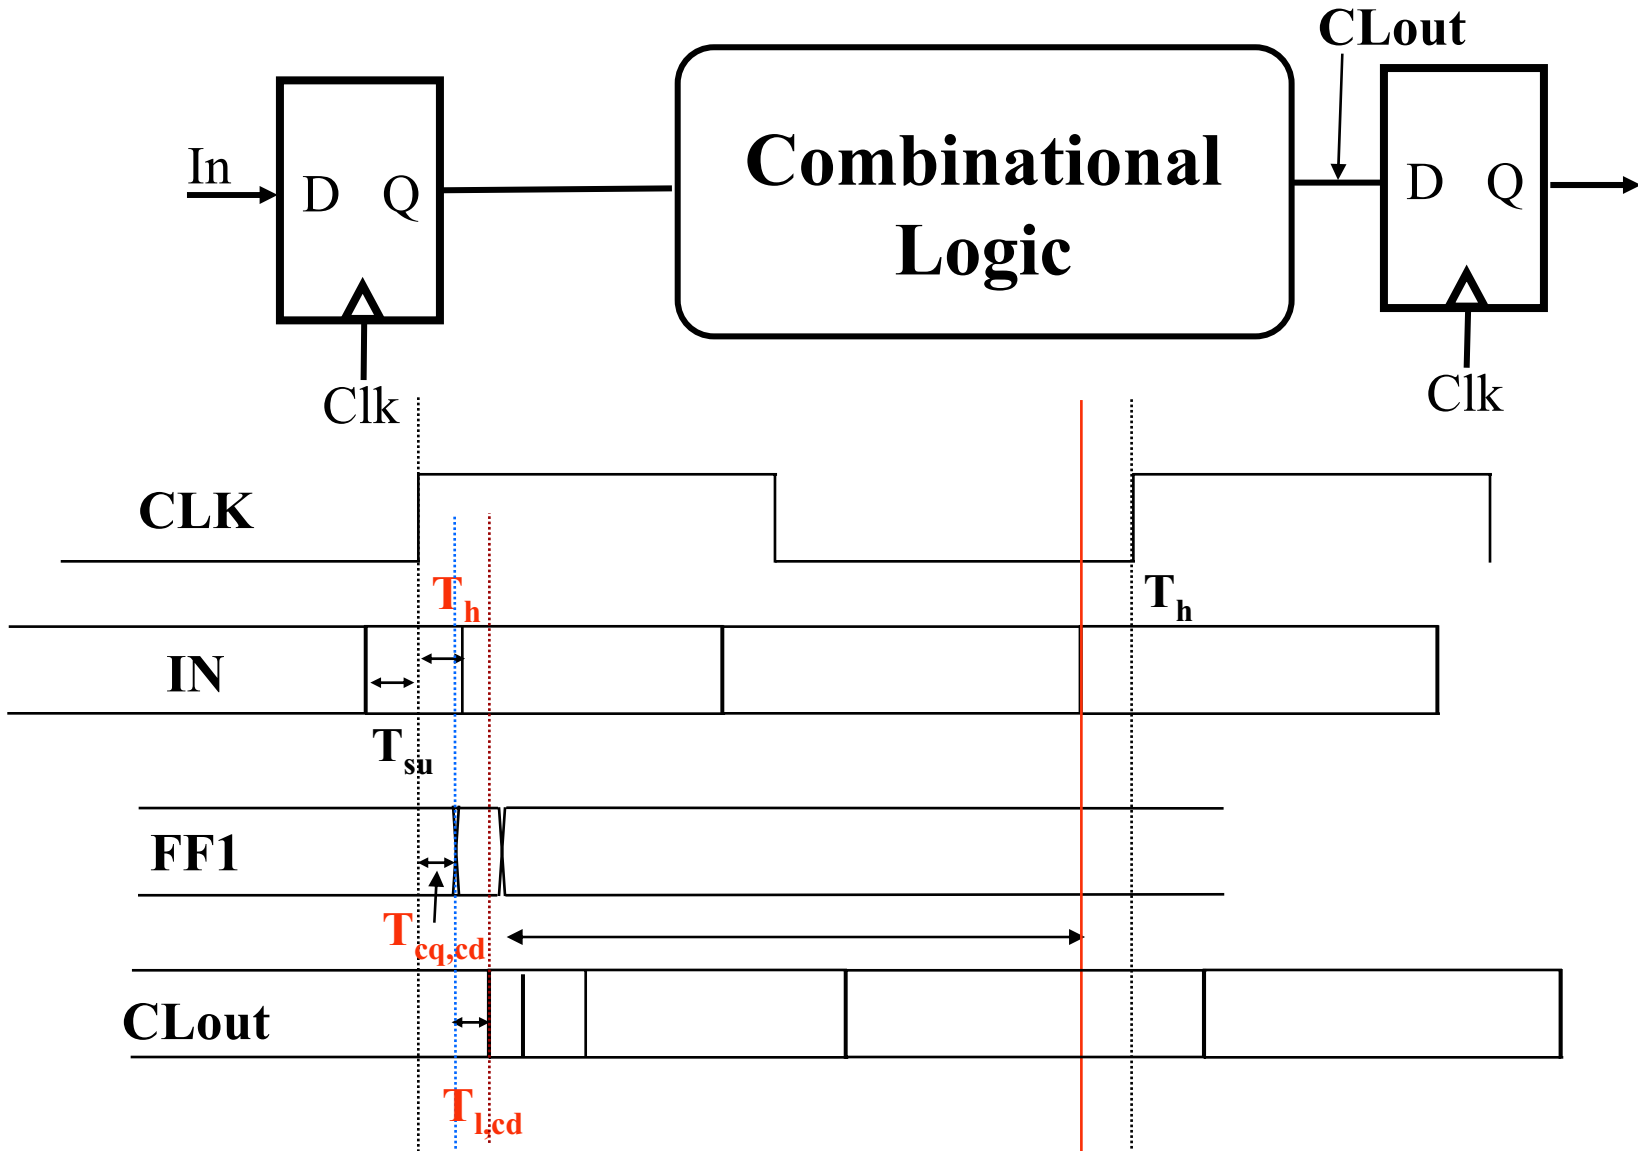 CLout
Combinational
Logic
In
D Q
D Q
Clk
Clk
CLK
Th
Th
IN
Tsu
FF1
Tcq,cd
CLout
Tl,cd